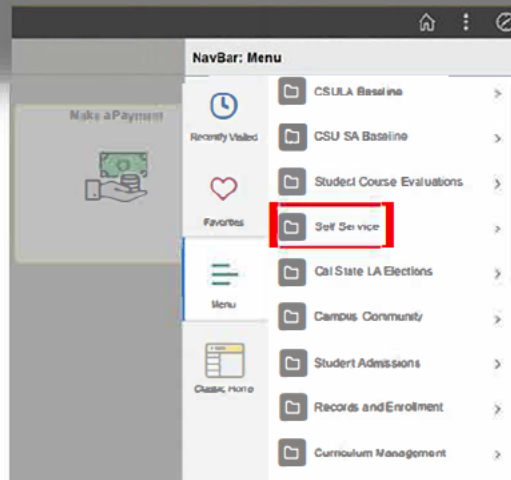 NavBar: Menu
Make a Payment
Recently Visited
Favorites
Menu
Classic Home
CSULA Baseline
CSU SA Baseline
Student Course Evaluations
Self Service
Cal State LA Elections
Campus Community
Student Admissions
Records and Enrollment
Curriculum Management